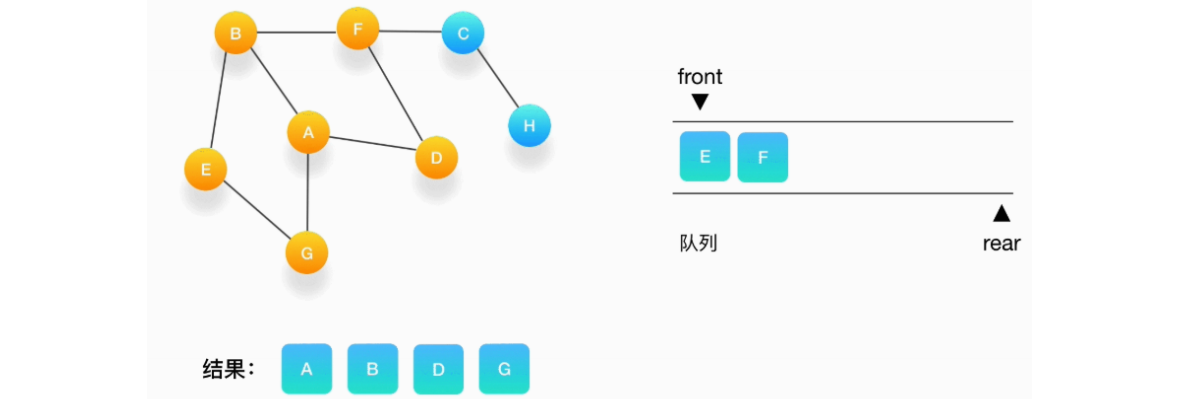 B F C
A H
E D
G
front
▼
E F
▲
队列 rear
结果： A B D G